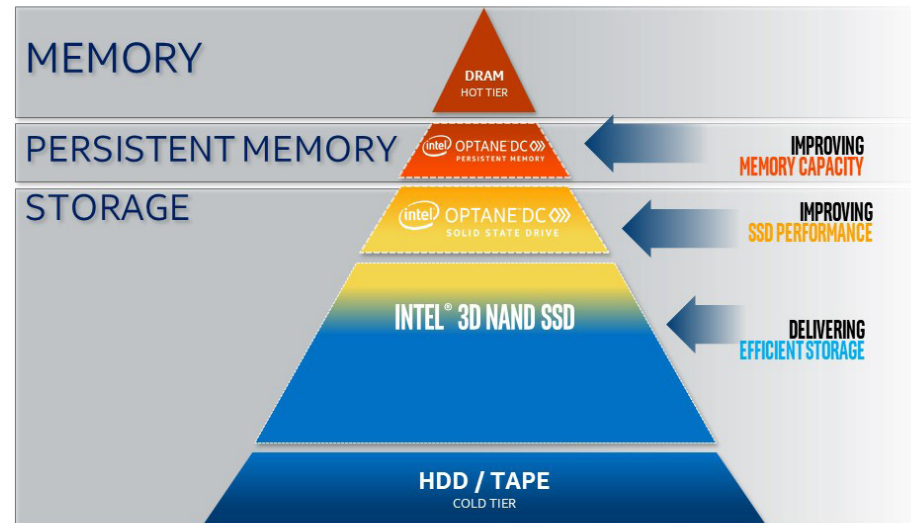 MEMORY
DRAM
HOT TIER
PERSISTENT MEMORY
intel OPTANE DC
PERSISTENT MEMORY
IMPROVING
MEMORY CAPACITY
STORAGE
intel OPTANE™ DC
SOLID STATE DRIVE
IMPROVING
SSD PERFORMANCE
INTEL® 3D NAND SSD
DELIVERING
EFFICIENT STORAGE
HDD / TAPE
COLD TIER